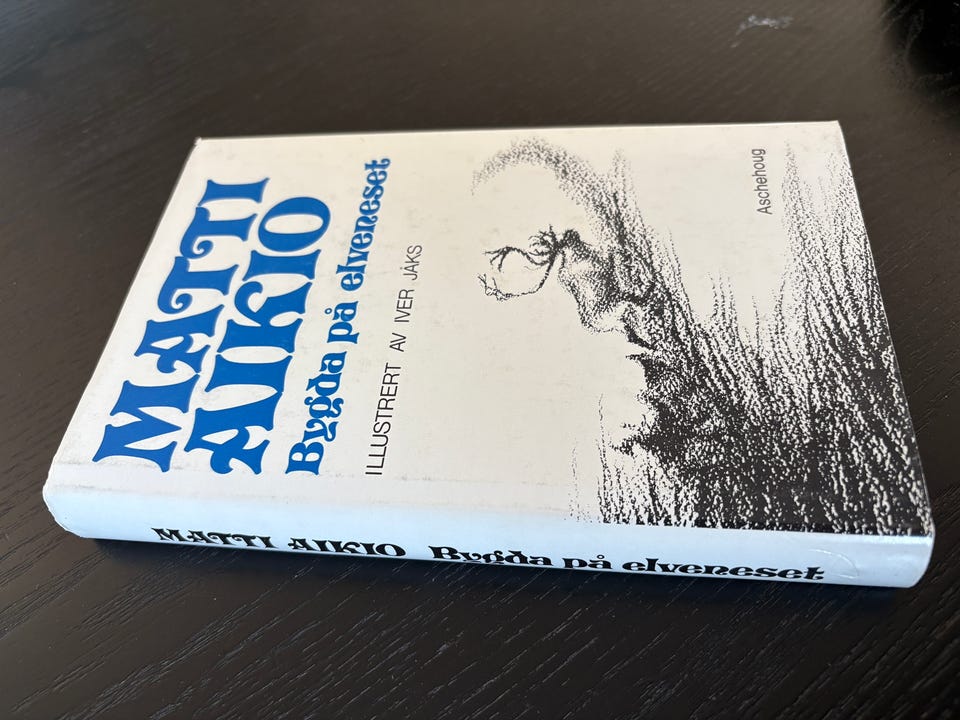 MATTI
AIKIO
Bygda på elveneset
ILLUSTRERT AV IVER JÅKS
Aschehoug
MATTI AIKIO Bygda på elveneset